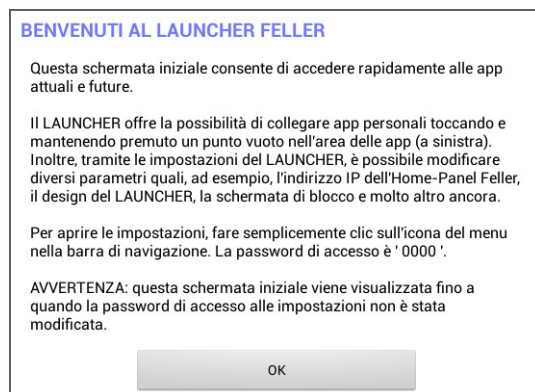 BENVENUTI AL LAUNCHER FELLER
Questa schermata iniziale consente di accedere rapidamente alle app
attuali e future.
Il LAUNCHER offre la possibilità di collegare app personali toccando e
mantenendo premuto un punto vuoto nell'area delle app (a sinistra).
Inoltre, tramite le impostazioni del LAUNCHER, è possibile modificare
diversi parametri quali, ad esempio, l'indirizzo IP dell'Home-Panel Feller,
il design del LAUNCHER, la schermata di blocco e molto altro ancora.
Per aprire le impostazioni, fare semplicemente clic sull'icona del menu
nella barra di navigazione. La password di accesso è ' 0000 '.
AVVERTENZA: questa schermata iniziale viene visualizzata fino a
quando la password di accesso alle impostazioni non è stata
modificata.
OK